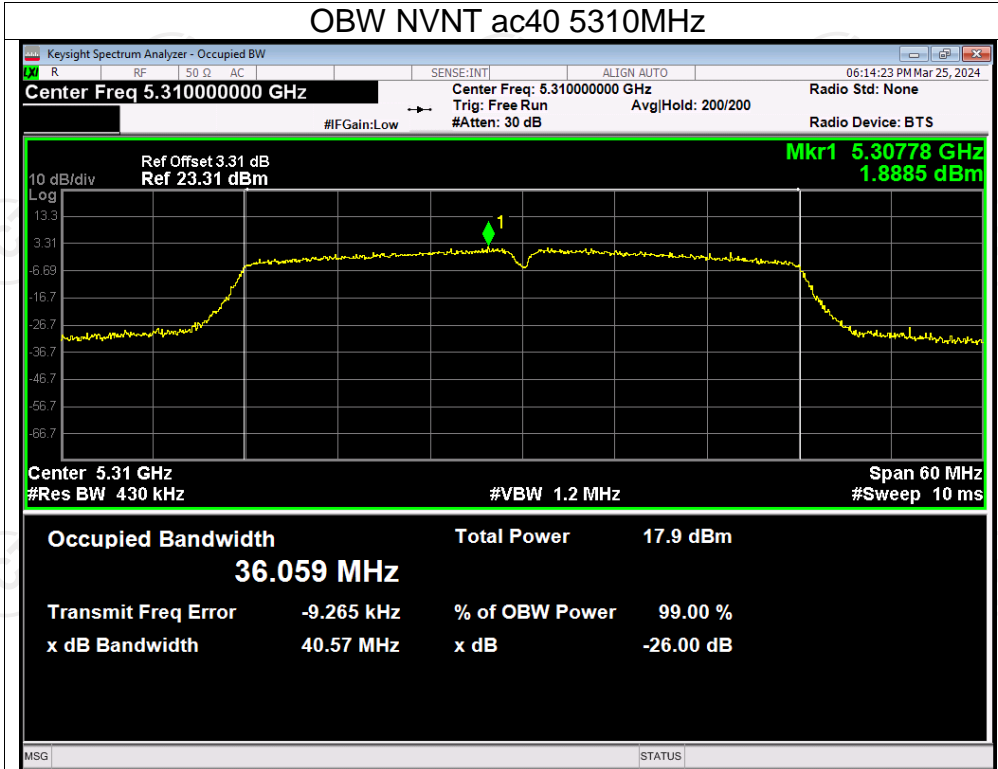 OBW NVNT ac40 5310MHz
Keysight Spectrum Analyzer - Occupied BW
LXI R RF 50 Ω AC SENSE:INT ALIGN AUTO 06:14:23 PM Mar 25, 2024
Center Freq 5.310000000 GHz Center Freq: 5.310000000 GHz Radio Std: None
Trig: Free Run Avg|Hold: 200/200
#IFGain:Low #Atten: 30 dB Radio Device: BTS
Mkr1 5.30778 GHz
1.8885 dBm
Ref Offset 3.31 dB
10 dB/div Ref 23.31 dBm
Log
13.3
1
3.31
-6.69
-16.7
-26.7
-36.7
-46.7
-56.7
-66.7
Center 5.31 GHz Span 60 MHz
#Res BW 430 kHz #VBW 1.2 MHz #Sweep 10 ms
Occupied Bandwidth Total Power 17.9 dBm
36.059 MHz
Transmit Freq Error -9.265 kHz % of OBW Power 99.00 %
x dB Bandwidth 40.57 MHz x dB -26.00 dB
MSG STATUS